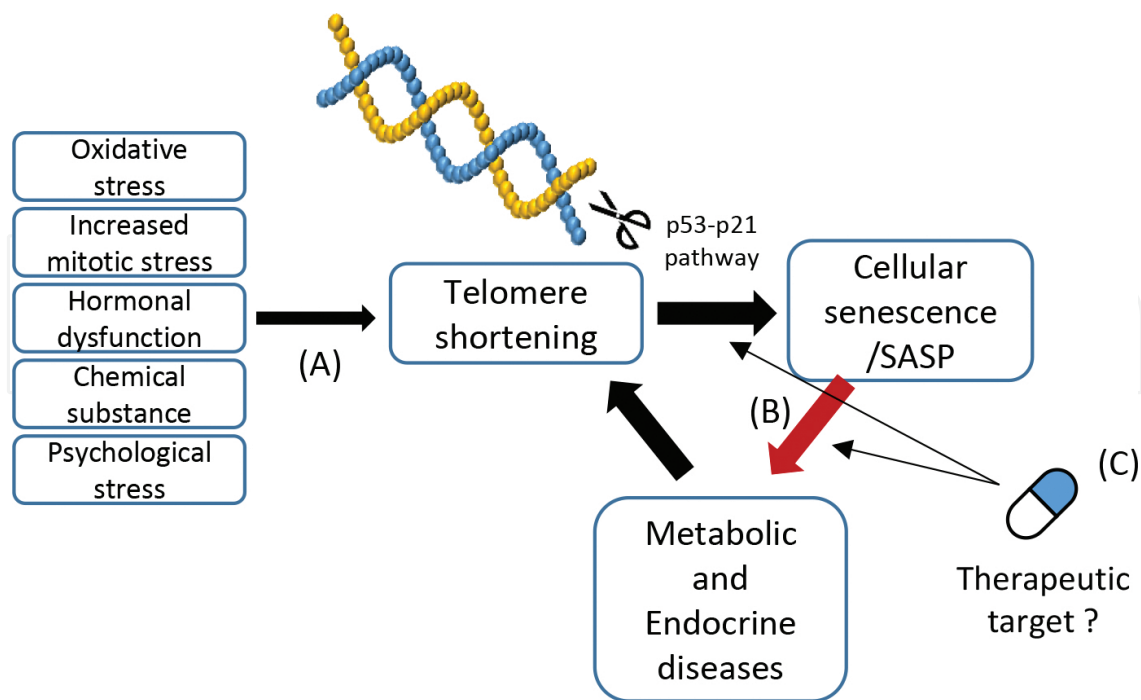 Oxidative
stress
Increased
mitotic stress
Hormonal
dysfunction
Chemical
substance
Psychological
stress
(A)
Telomere
shortening
p53-p21
pathway
Cellular
senescence
/SASP
(B)
(C)
Metabolic
and
Endocrine
diseases
Therapeutic
target ?